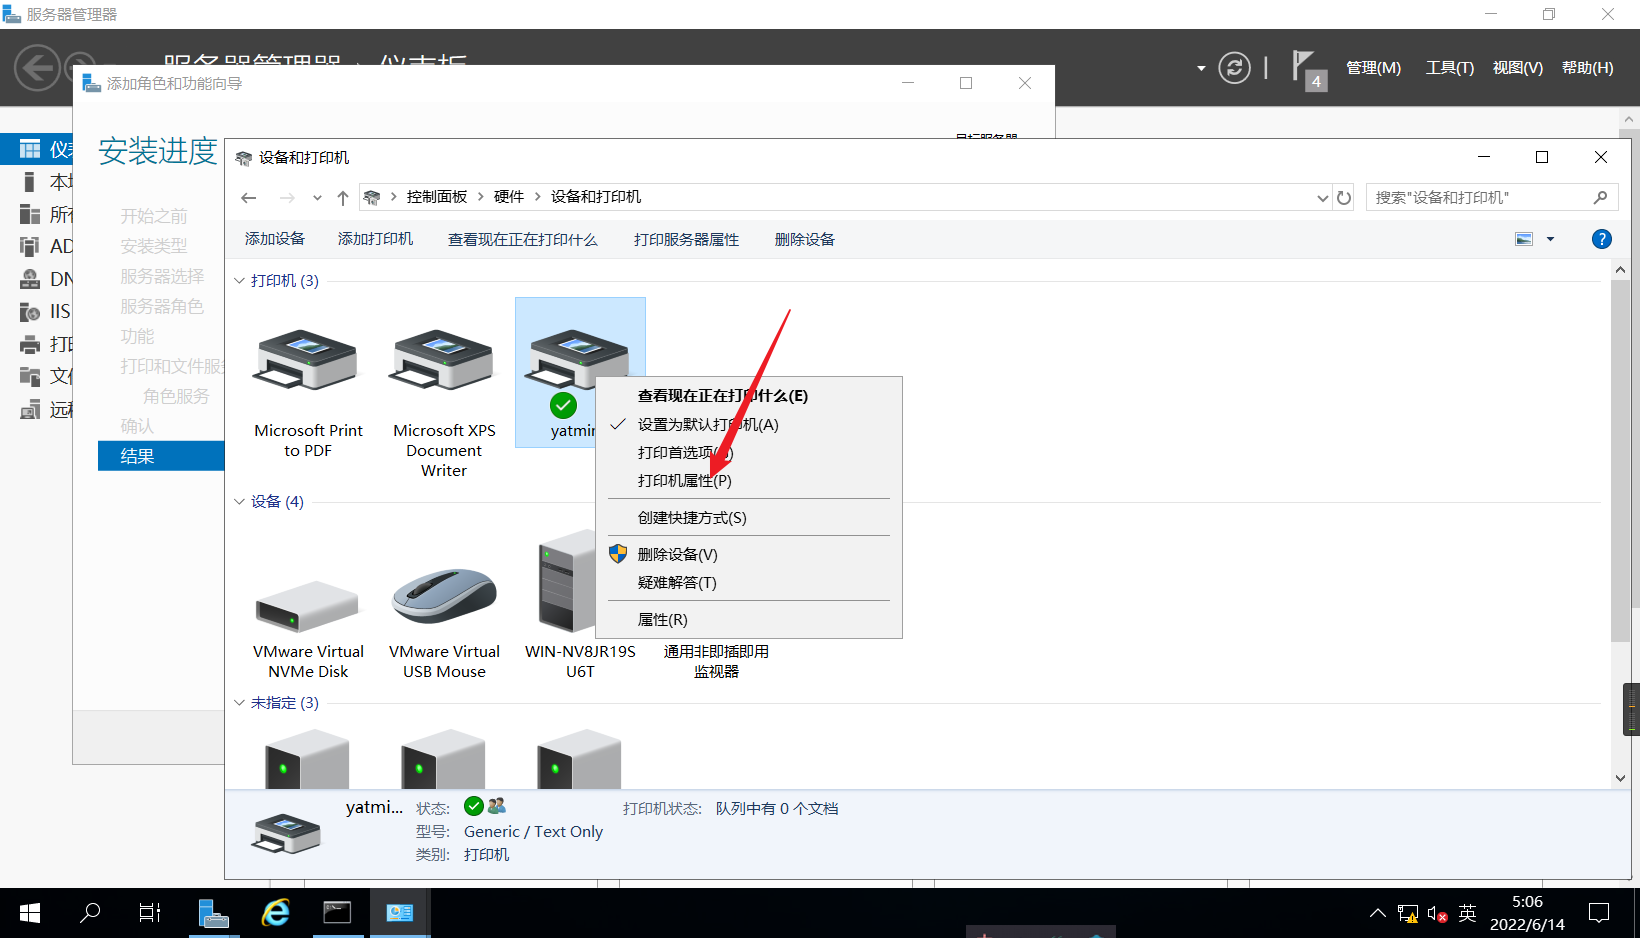 服务器管理器
服务器管理器 · 仪表板
4
管理(M)
工具(T)
视图(V)
帮助(H)
添加角色和功能向导
安装进度
目标服务器
开始之前
安装类型
服务器选择
服务器角色
功能
打印和文件服务
角色服务
确认
结果
仪表
本地
所有
AD
DN
IIS
打印
文件
远程
设备和打印机
控制面板 > 硬件 > 设备和打印机
搜索"设备和打印机"
添加设备
添加打印机
查看现在正在打印什么
打印服务器属性
删除设备
打印机 (3)
Microsoft Print
to PDF
Microsoft XPS
Document
Writer
yatmin
查看现在正在打印什么(E)
设置为默认打印机(A)
打印首选项
打印机属性(P)
创建快捷方式(S)
删除设备(V)
疑难解答(T)
属性(R)
设备 (4)
VMware Virtual
NVMe Disk
VMware Virtual
USB Mouse
WIN-NV8JR19S
U6T
通用非即插即用
监视器
未指定 (3)
yatmi...
状态:
打印机状态: 队列中有 0 个文档
型号: Generic / Text Only
类别: 打印机
英
5:06
2022/6/14